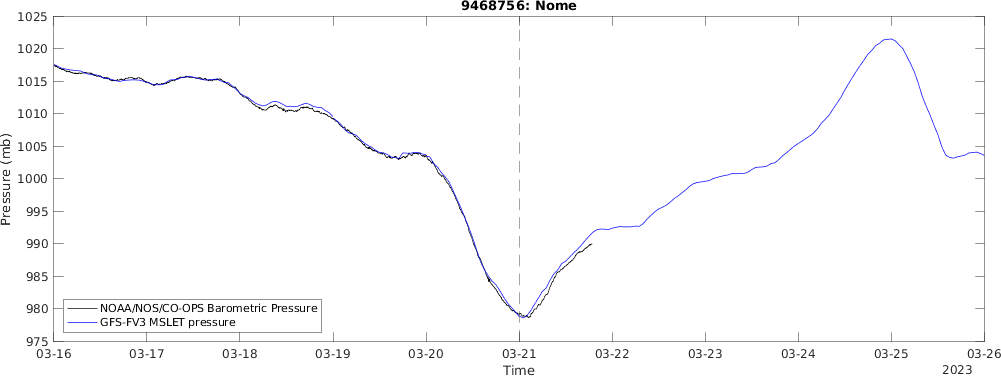 9468756: Nome
1025
1020
1015
1010
1005
1000
995
990
985
980
975
Pressure (mb)
NOAA/NOS/CO-OPS Barometric Pressure
GFS-FV3 MSLET pressure
03-16 03-17 03-18 03-19 03-20 03-21 03-22 03-23 03-24 03-25 03-26
Time
2023